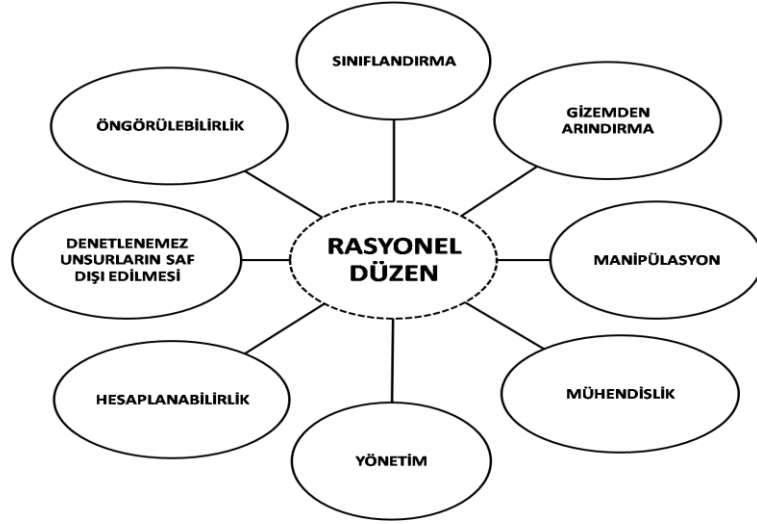 SINIFLANDIRMA
GİZEMDEN
ARINDIRMA
ÖNGÖRÜLEBİLİRLİK
RASYONEL
DÜZEN
DENETLENEMEZ
UNSURLARIN SAF
DIŞI EDİLMESİ
MANİPÜLASYON
HESAPLANABİLİRLİK
MÜHENDİSLİK
YÖNETİM